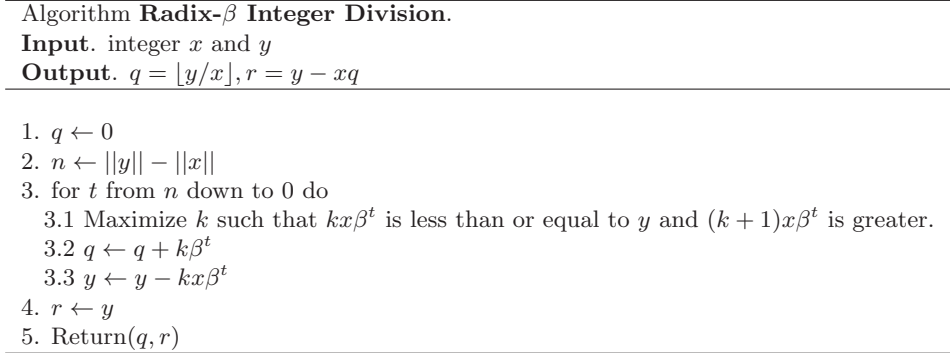 Algorithm Radix-β Integer Division.
Input. integer x and y
Output. q = ⌊y/x⌋, r = y − xq
1. q ← 0
2. n ← ||y|| − ||x||
3. for t from n down to 0 do
3.1 Maximize k such that kxβ^t is less than or equal to y and (k + 1)xβ^t is greater.
3.2 q ← q + kβ^t
3.3 y ← y − kxβ^t
4. r ← y
5. Return(q, r)